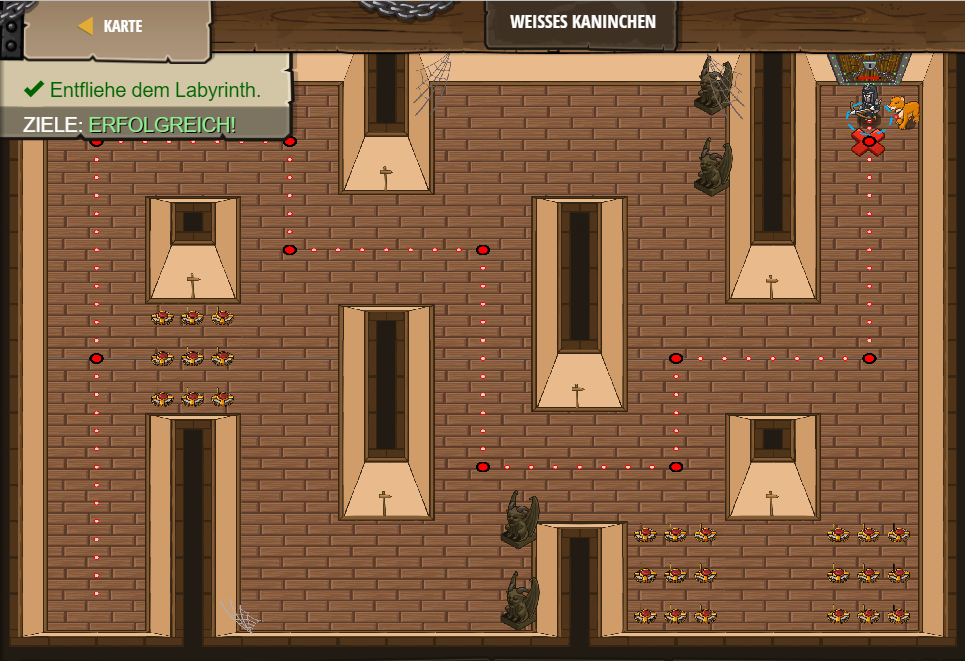 KARTE
WEISSES KANINCHEN
Entfliehe dem Labyrinth.
ZIELE: ERFOLGREICH!